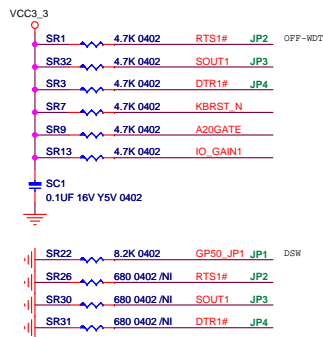 VCC3_3
SR1 4.7K 0402 RTS1# JP2 OFF-WDT
SR32 4.7K 0402 SOUT1 JP3
SR3 4.7K 0402 DTR1# JP4
SR7 4.7K 0402 KBRST_N
SR9 4.7K 0402 A20GATE
SR13 4.7K 0402 IO_GAIN1
SC1
0.1UF 16V Y5V 0402
SR22 8.2K 0402 GP50_JP1 JP1 DSW
SR26 680 0402 /NI RTS1# JP2
SR30 680 0402 /NI SOUT1 JP3
SR31 680 0402 /NI DTR1# JP4